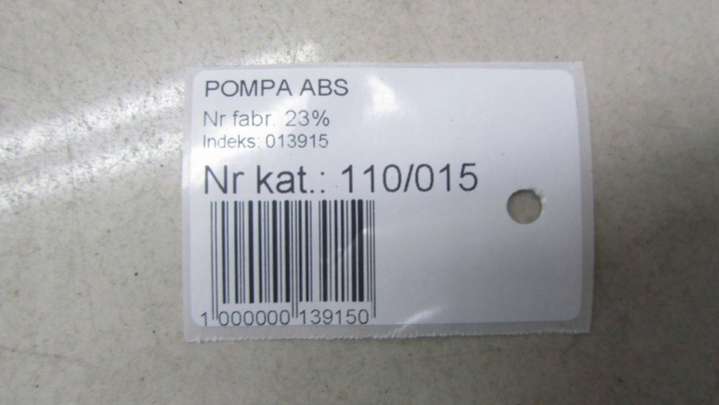 POMPA ABS
Nr fabr. 23%
Indeks: 013915
Nr kat.: 110/015
1 000000 139150